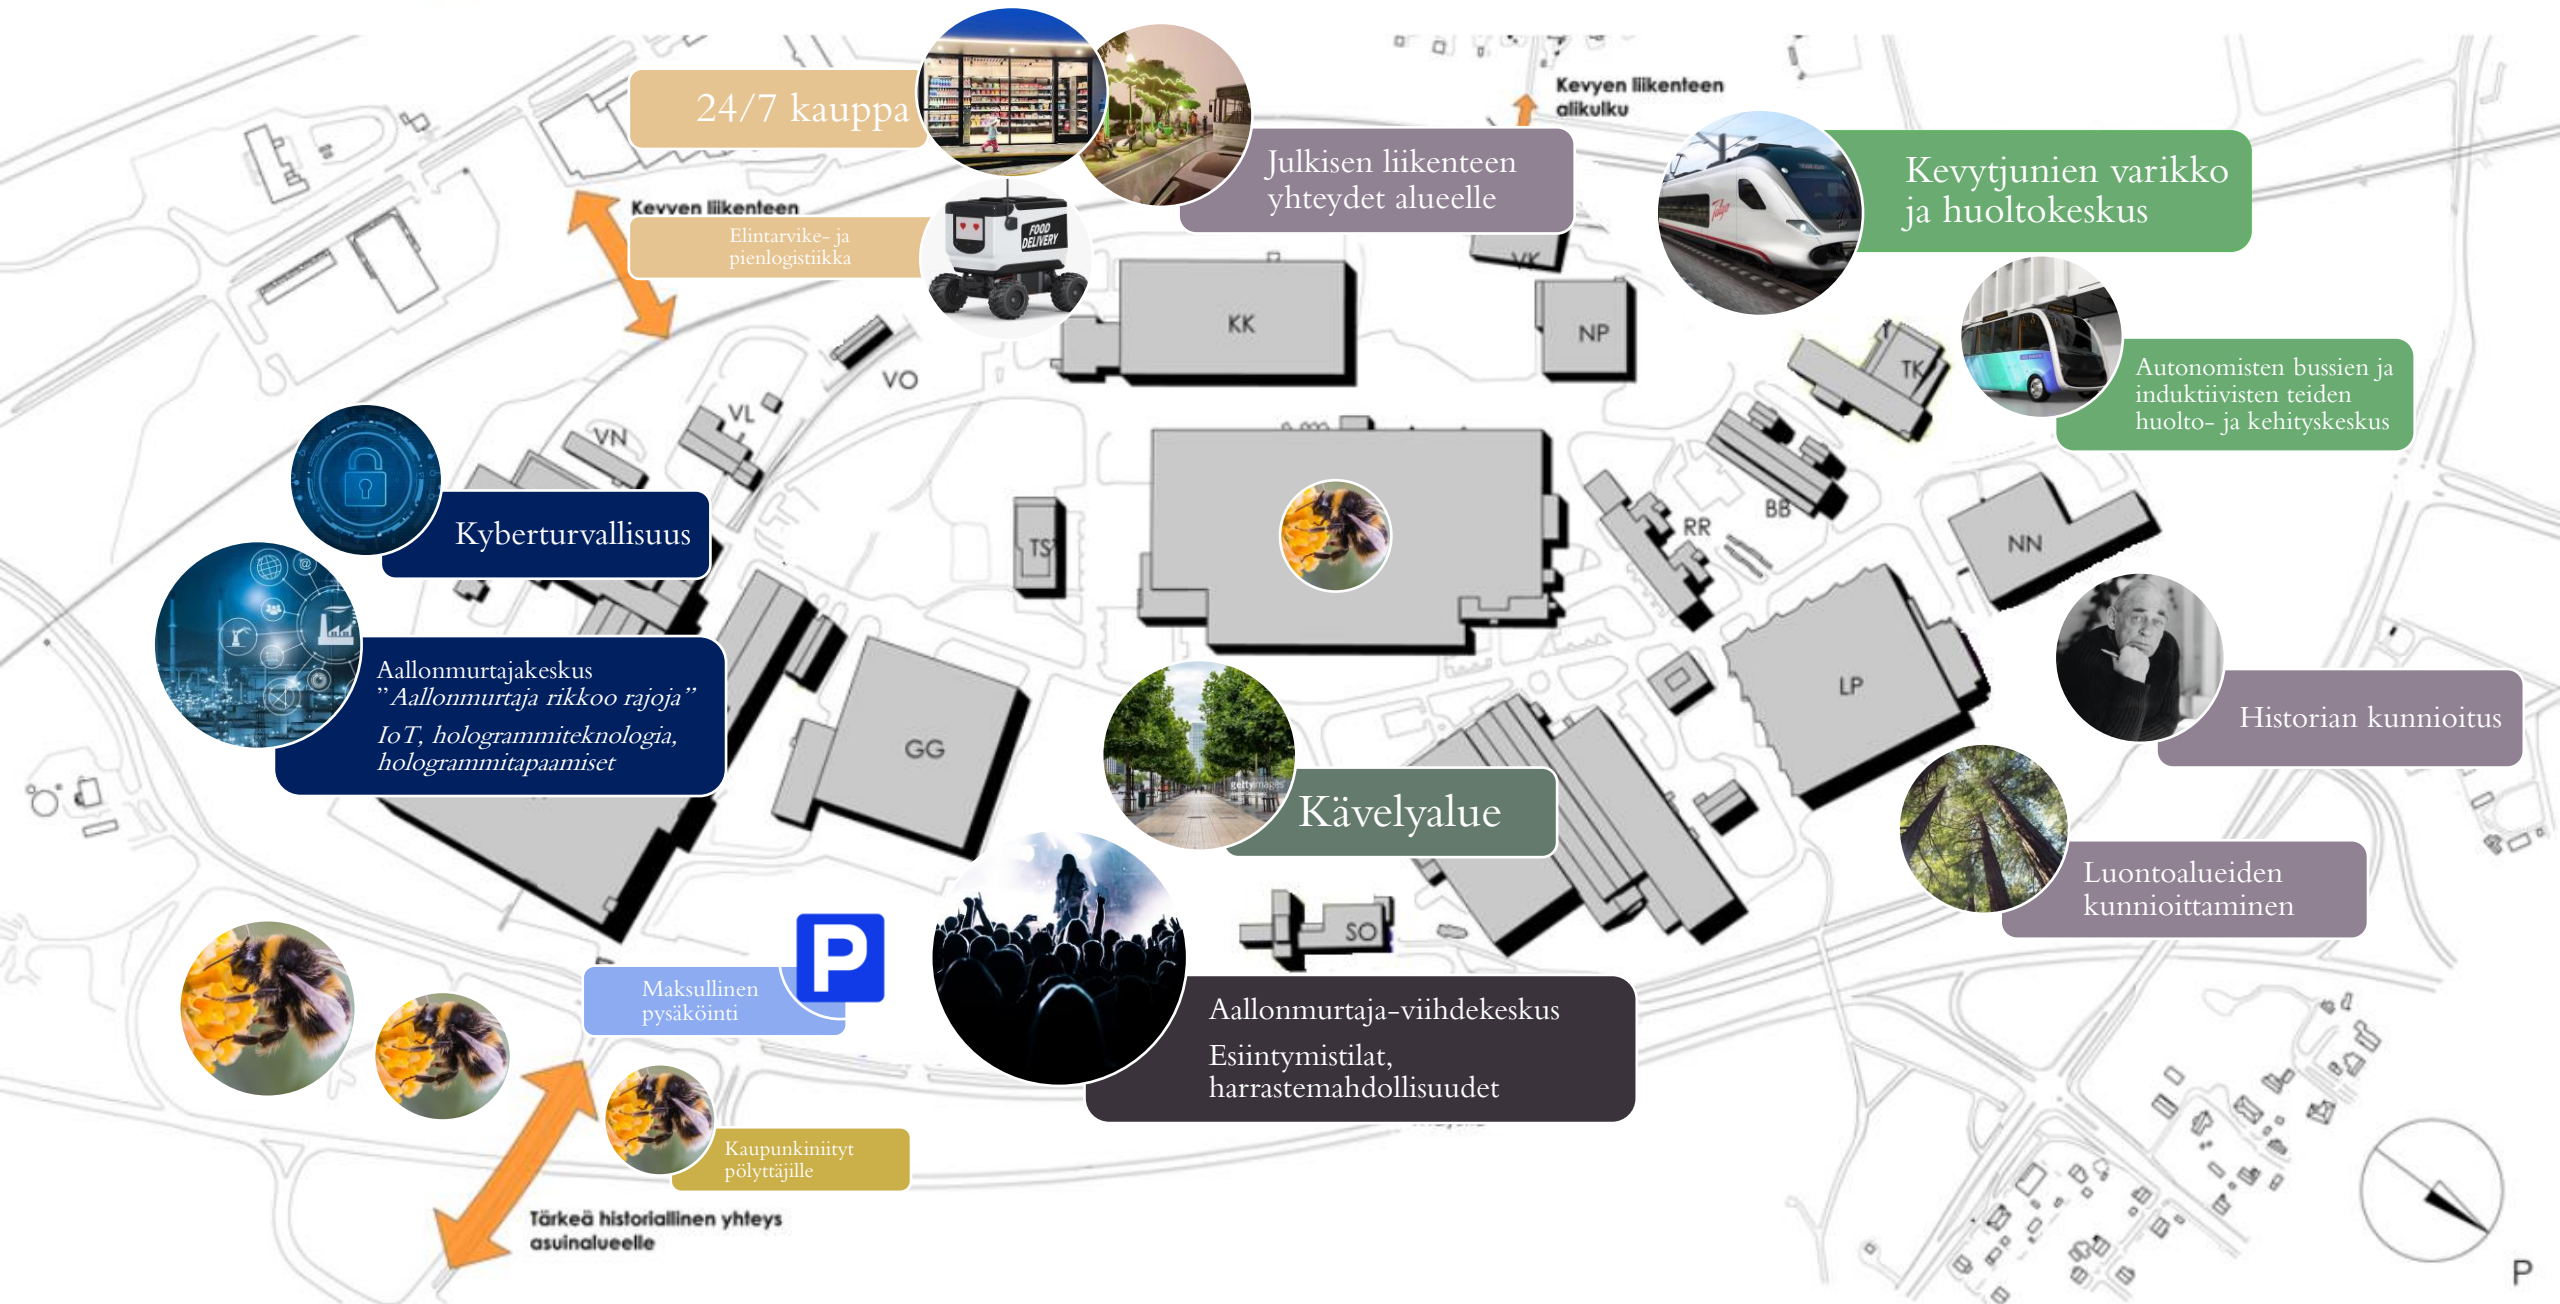 24/7 kauppa
Kevyen liikenteen
alikulku
Julkisen liikenteen
yhteydet alueelle
Kevytjunien varikko
ja huoltokeskus
Talgo
Kevyen liikenteen
Elintarvike- ja
pienlogistiikka
FOOD
DELIVERY
VK
KK
NP
TK
VO
Autonomisten bussien ja
induktiivisten teiden
huolto- ja kehityskeskus
VL
VN
Kyberturvallisuus
TS
BB
RR
NN
Aallonmurtajakeskus
”Aallonmurtaja rikkoo rajoja”
IoT, hologrammiteknologia,
hologrammitapaamiset
GG
LP
Historian kunnioitus
gettyimages
Kävelyalue
Luontoalueiden
kunnioittaminen
SO
P
Maksullinen
pysäköinti
Aallonmurtaja-viihdekeskus
Esiintymistilat,
harrastemahdollisuudet
Kaupunkiniityt
pölyttäjille
Tärkeä historiallinen yhteys
asuinalueelle
P